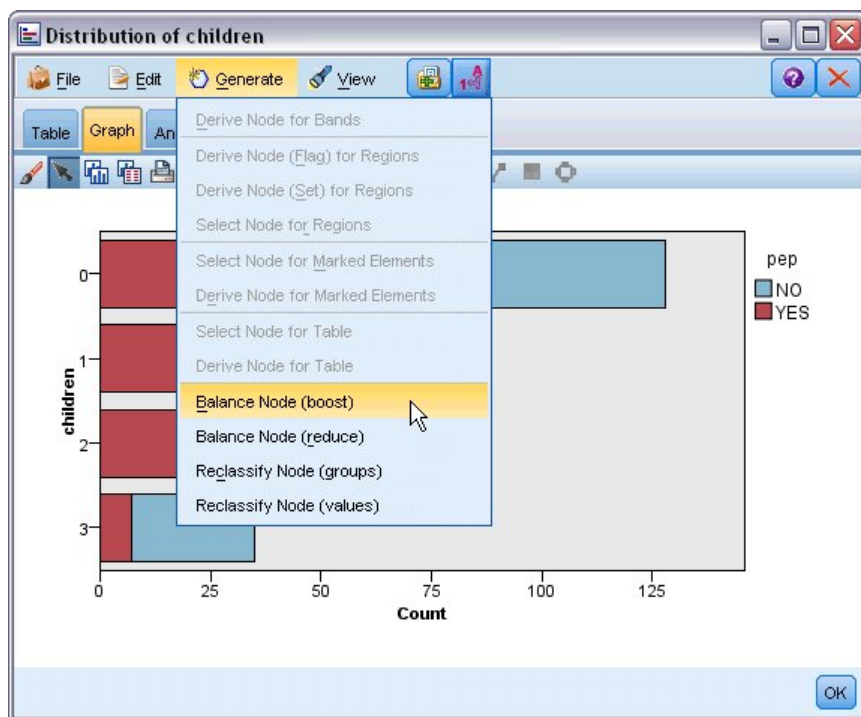 Distribution of children
File Edit Generate View
Table Graph An
Derive Node for Bands
Derive Node (Flag) for Regions
Derive Node (Set) for Regions
Select Node for Regions
Select Node for Marked Elements
Derive Node for Marked Elements
Select Node for Table
Derive Node for Table
Balance Node (boost)
Balance Node (reduce)
Reclassify Node (groups)
Reclassify Node (values)
children
0
1
2
3
0 25 50 75 100 125
Count
pep
NO
YES
OK